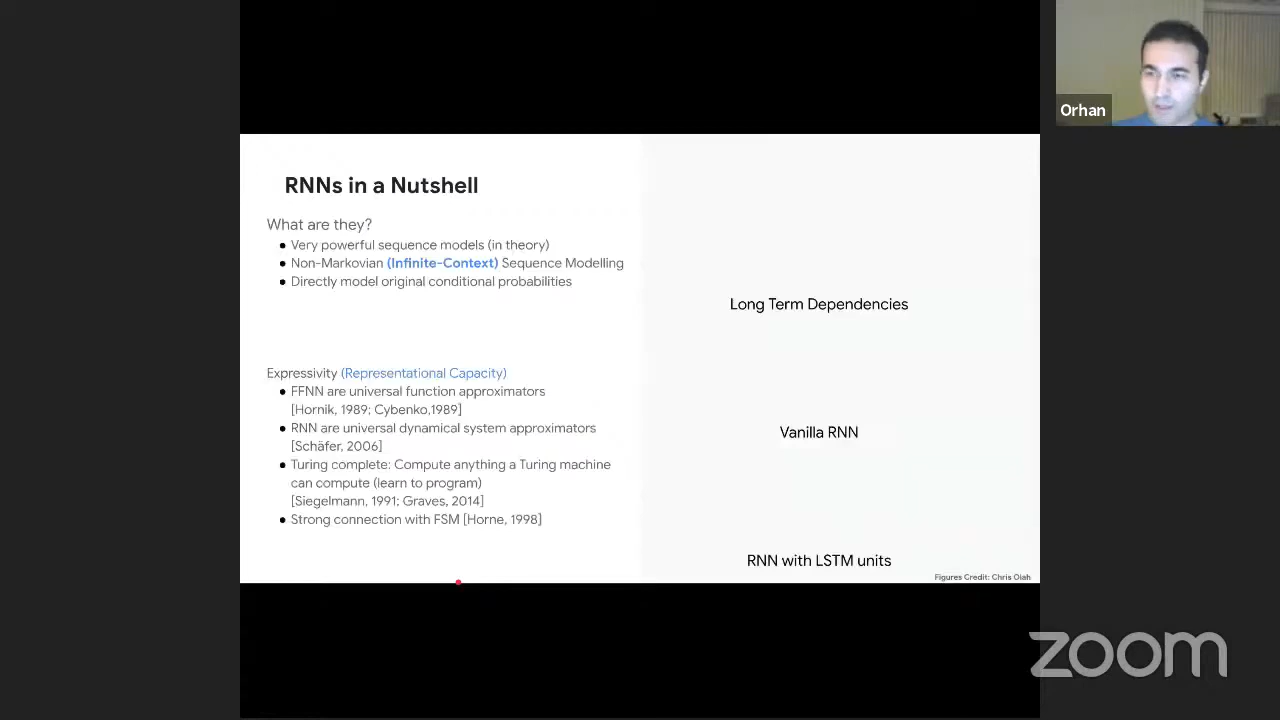 Orhan
RNNs in a Nutshell
What are they?
● Very powerful sequence models (in theory)
● Non-Markovian (Infinite-Context) Sequence Modelling
● Directly model original conditional probabilities
Expressivity (Representational Capacity)
● FFNN are universal function approximators
[Hornik, 1989; Cybenko,1989]
● RNN are universal dynamical system approximators
[Schäfer, 2006]
● Turing complete: Compute anything a Turing machine
can compute (learn to program)
[Siegelmann, 1991; Graves, 2014]
● Strong connection with FSM [Horne, 1998]
Long Term Dependencies
Vanilla RNN
RNN with LSTM units
Figures Credit: Chris Olah
zoom